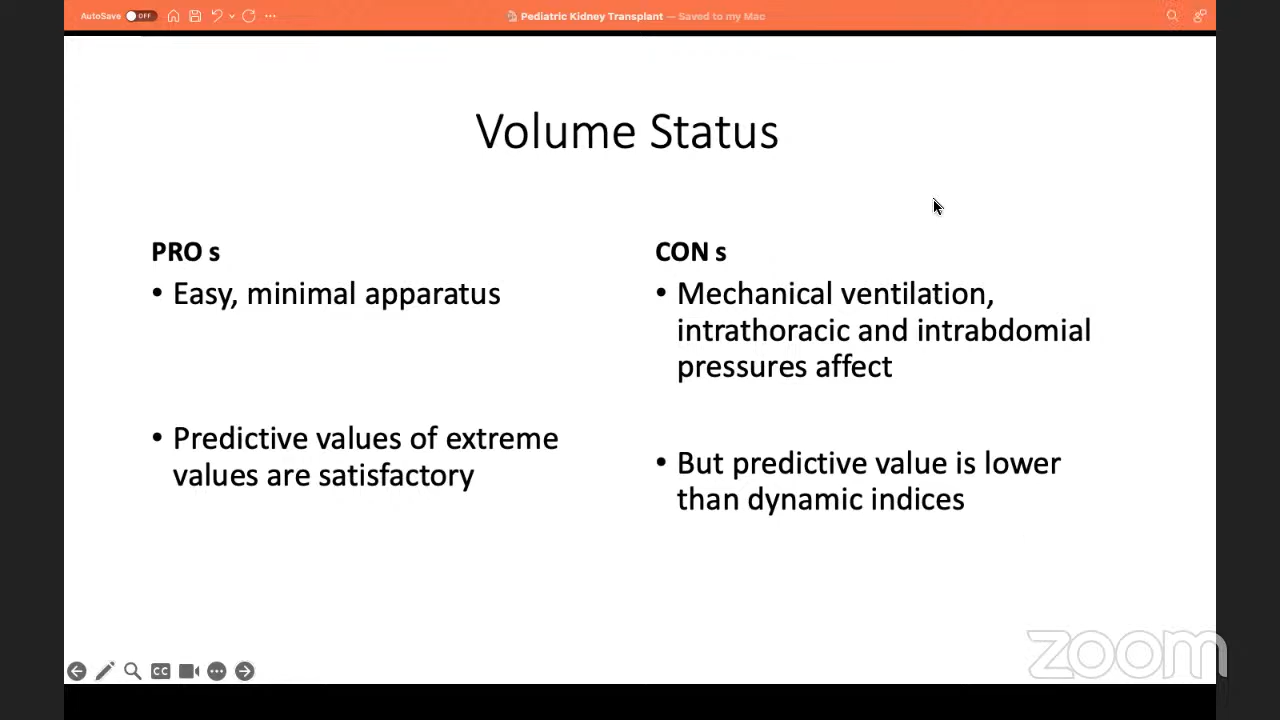 AutoSave OFF
Pediatric Kidney Transplant — Saved to my Mac
Volume Status
PRO s
• Easy, minimal apparatus
• Predictive values of extreme
values are satisfactory
CON s
• Mechanical ventilation,
intrathoracic and intrabdomial
pressures affect
• But predictive value is lower
than dynamic indices
CC
zoom